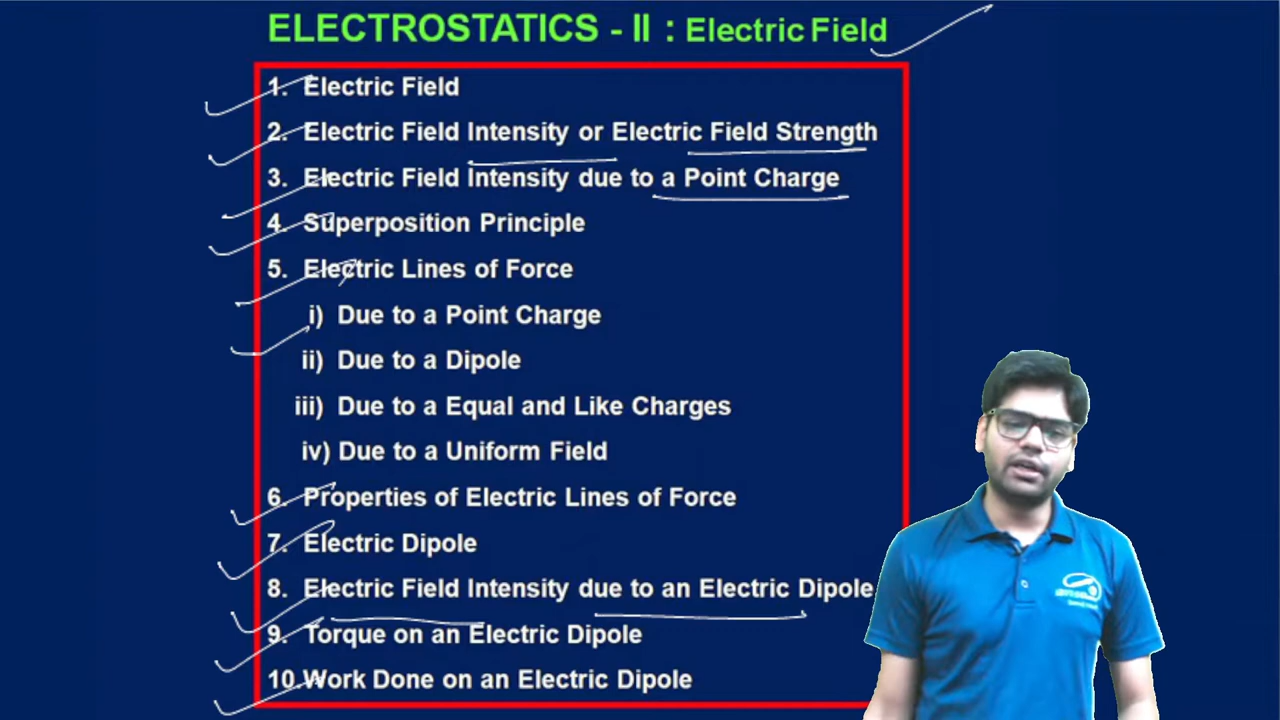 ELECTROSTATICS - II : Electric Field
1. Electric Field
2. Electric Field Intensity or Electric Field Strength
3. Electric Field Intensity due to a Point Charge
4. Superposition Principle
5. Electric Lines of Force
i) Due to a Point Charge
ii) Due to a Dipole
iii) Due to a Equal and Like Charges
iv) Due to a Uniform Field
6. Properties of Electric Lines of Force
7. Electric Dipole
8. Electric Field Intensity due to an Electric Dipole
9. Torque on an Electric Dipole
10.Work Done on an Electric Dipole